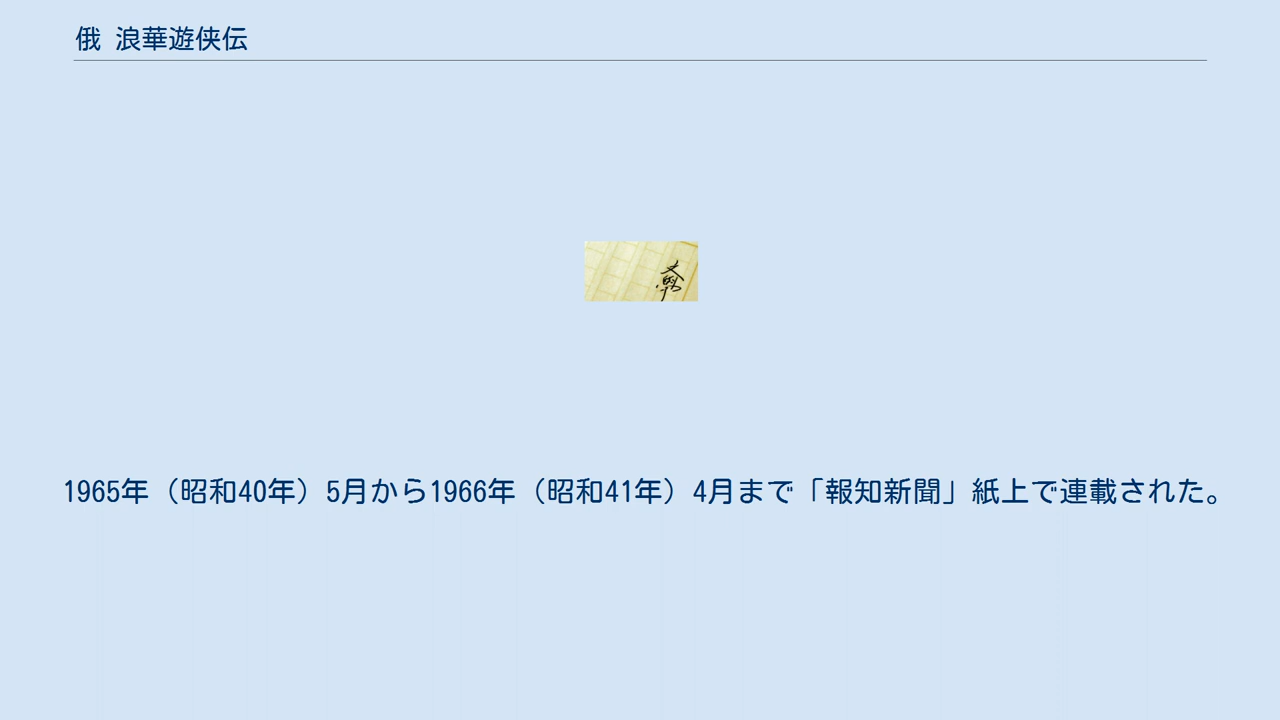 俄 浪華遊侠伝
1965年（昭和40年）5月から1966年（昭和41年）4月まで「報知新聞」紙上で連載された。